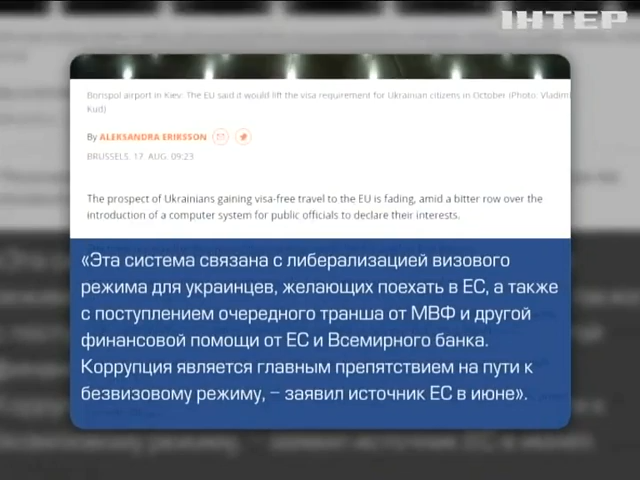 ІНТЕР
Borispol airport in Kiev: The EU said it would lift the visa requirement for Ukrainian citizens in October (Photo: Vladimi
Kud)
By ALEKSANDRA ERIKSSON
BRUSSELS, 17. AUG, 09:23
The prospect of Ukrainians gaining visa-free travel to the EU is fading, amid a bitter row over the
introduction of a computer system for public officials to declare their interests.
«Эта система связана с либерализацией визового
режима для украинцев, желающих поехать в ЕС, а также
с поступлением очередного транша от МВФ и другой
финансовой помощи от ЕС и Всемирного банка.
Коррупция является главным препятствием на пути к
безвизовому режиму, – заявил источник ЕС в июне».